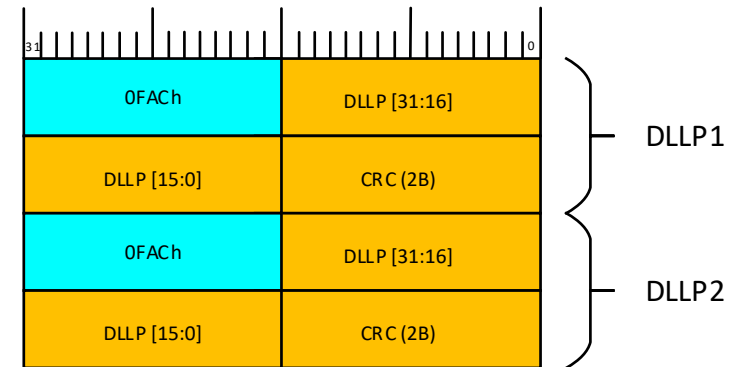 31 0
0FACh DLLP [31:16]
DLLP1
DLLP [15:0] CRC (2B)
0FACh DLLP [31:16]
DLLP2
DLLP [15:0] CRC (2B)